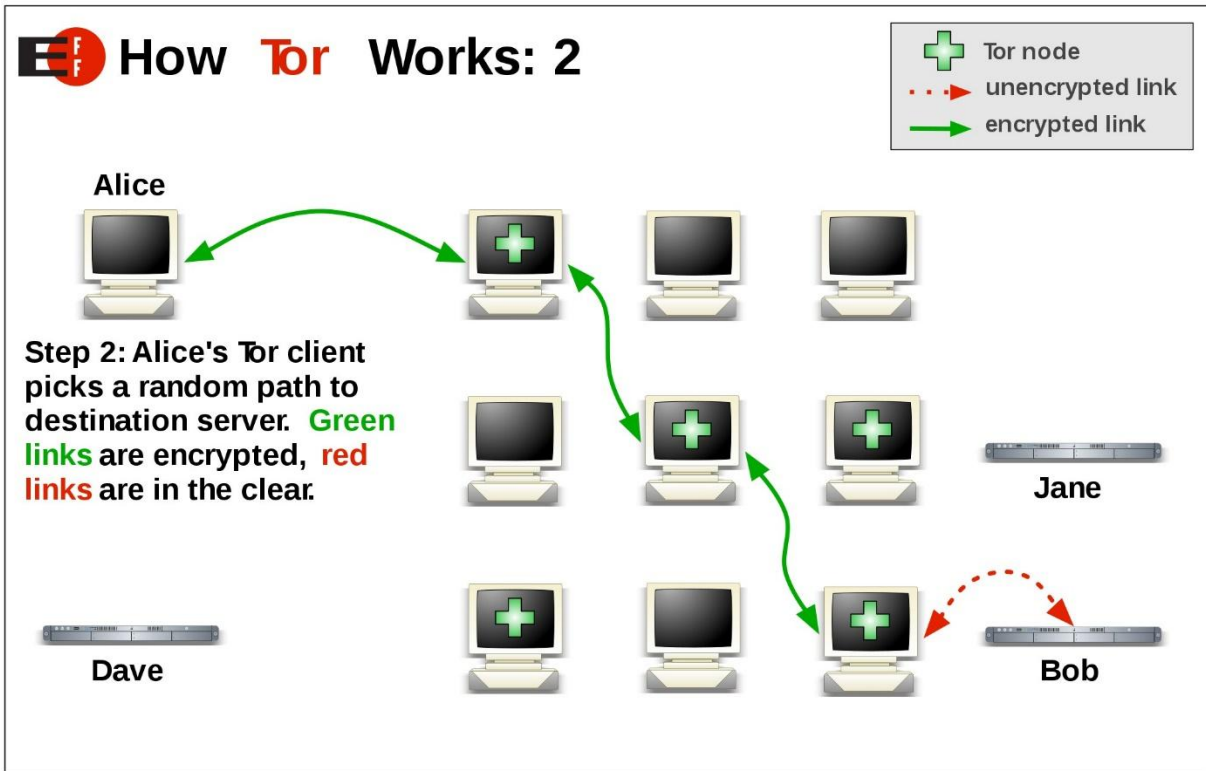 EFF How Tor Works: 2
Tor node
unencrypted link
encrypted link
Alice
Step 2: Alice's Tor client
picks a random path to
destination server. Green
links are encrypted, red
links are in the clear.
Jane
Dave
Bob